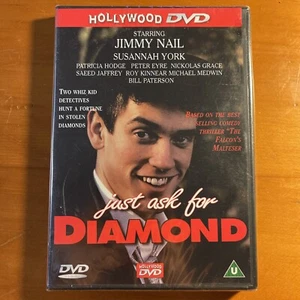 HOLLYWOOD DVD
STARRING
JIMMY NAIL
SUSANNAH YORK
PATRICIA HODGE PETER EYRE NICKOLAS GRACE
SAEED JAFFREY ROY KINNEAR MICHAEL MEDWIN
BILL PATERSON
TWO WHIZ KID
DETECTIVES
HUNT A FORTUNE
IN STOLEN
DIAMONDS
BASED ON THE BEST
SELLING COMEDY
THRILLER "THE
FALCON'S
MALTESER
just ask for
DIAMOND
DVD
DVD
U